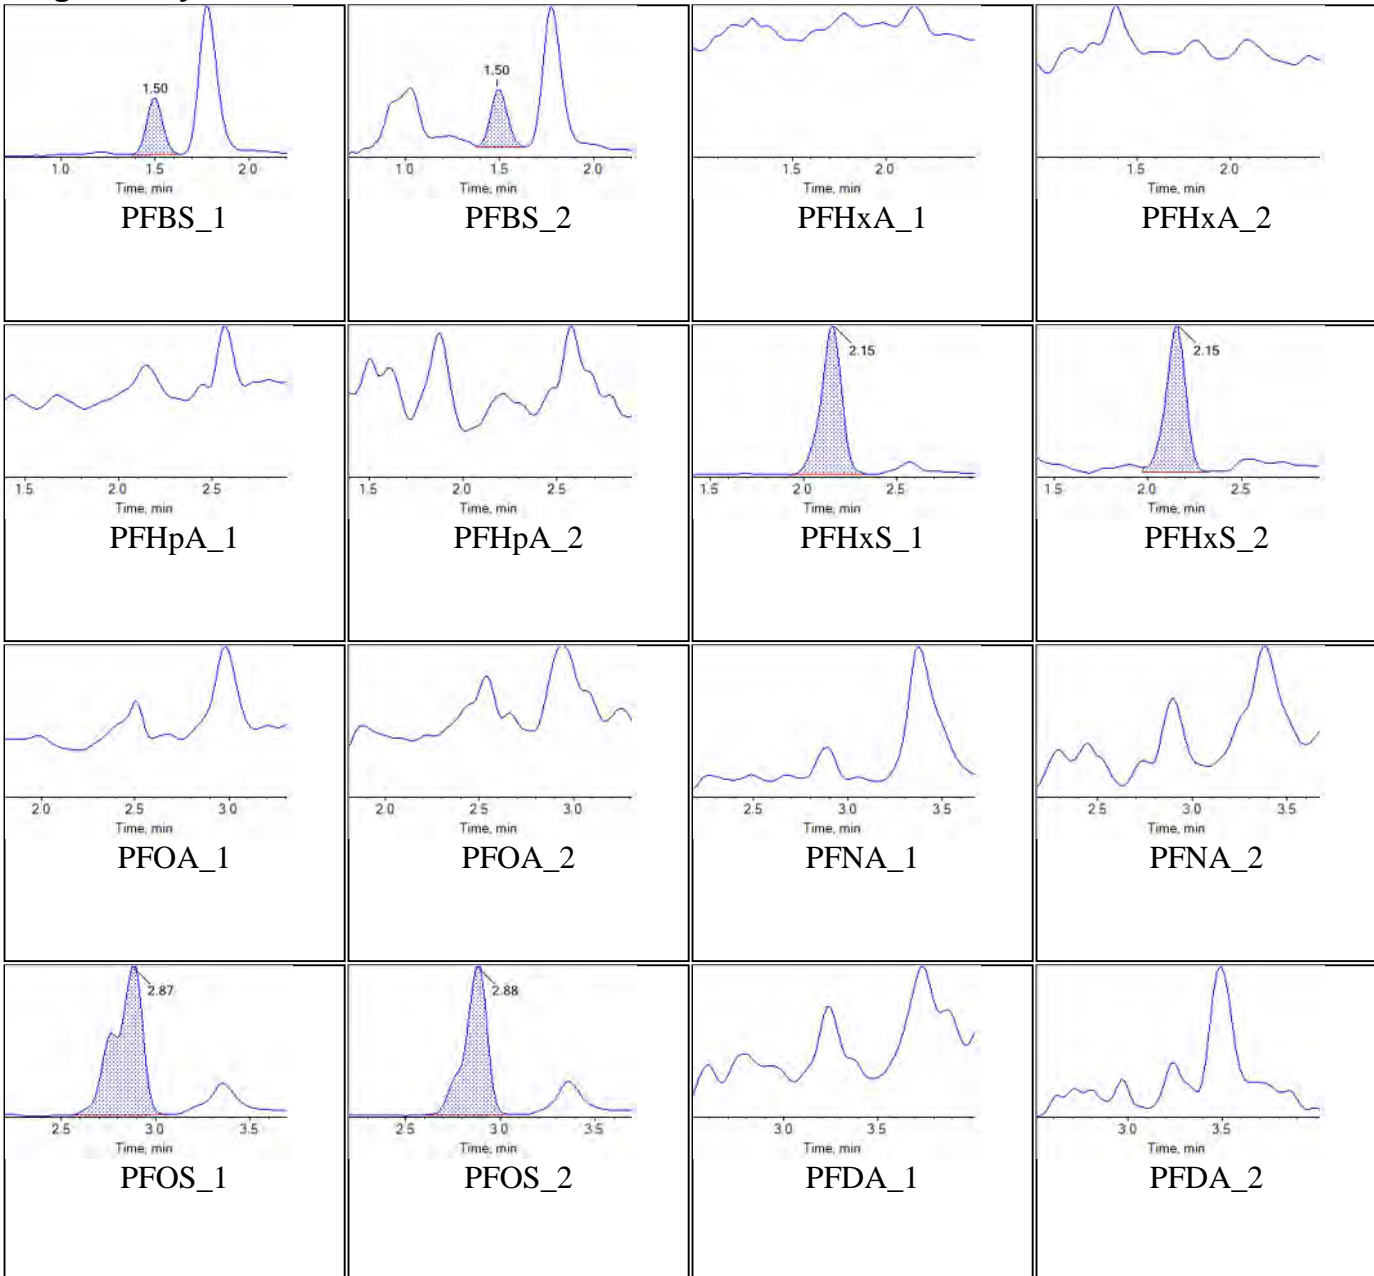 1.50
1.0 1.5 2.0
Time, min
PFBS_1
1.50
1.0 1.5 2.0
Time, min
PFBS_2
1.5 2.0
Time, min
PFHxA_1
1.5 2.0
Time, min
PFHxA_2
1.5 2.0 2.5
Time, min
PFHpA_1
1.5 2.0 2.5
Time, min
PFHpA_2
2.15
1.5 2.0 2.5
Time, min
PFHxS_1
2.15
1.5 2.0 2.5
Time, min
PFHxS_2
2.0 2.5 3.0
Time, min
PFOA_1
2.0 2.5 3.0
Time, min
PFOA_2
2.5 3.0 3.5
Time, min
PFNA_1
2.5 3.0 3.5
Time, min
PFNA_2
2.87
2.5 3.0 3.5
Time, min
PFOS_1
2.88
2.5 3.0 3.5
Time, min
PFOS_2
3.0 3.5
Time, min
PFDA_1
3.0 3.5
Time, min
PFDA_2